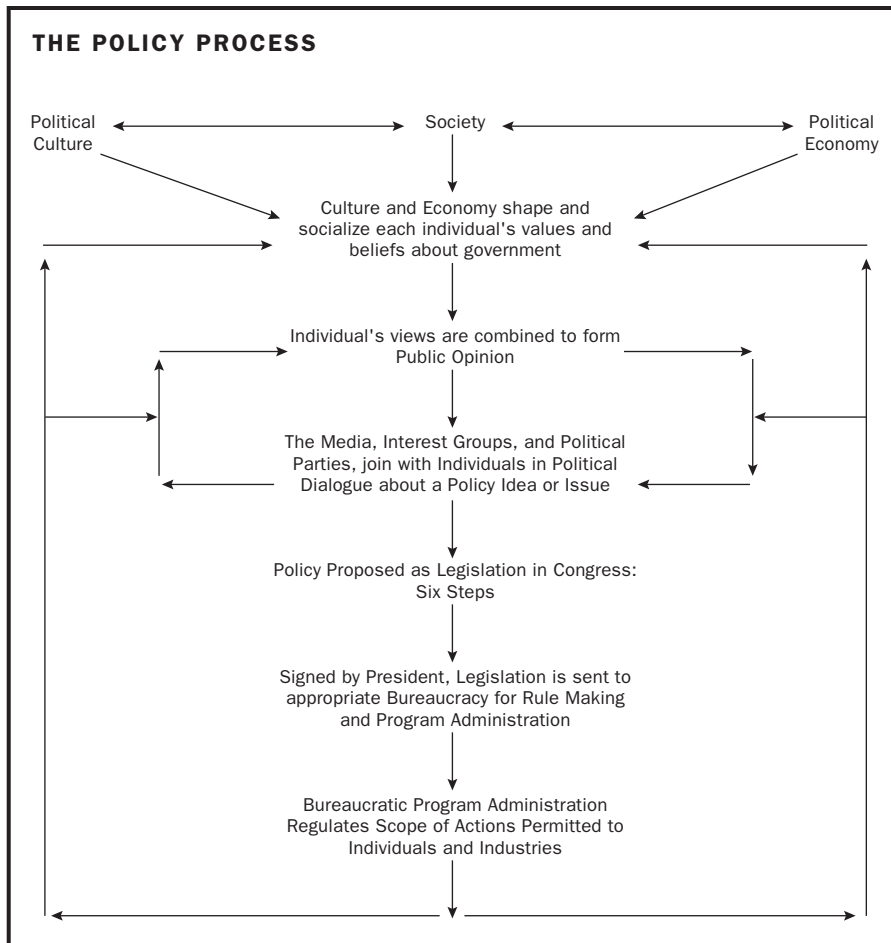 THE POLICY PROCESS
Political
Culture
Society
Political
Economy
Culture and Economy shape and
socialize each individual's values and
beliefs about government
Individual's views are combined to form
Public Opinion
The Media, Interest Groups, and Political
Parties, join with Individuals in Political
Dialogue about a Policy Idea or Issue
Policy Proposed as Legislation in Congress:
Six Steps
Signed by President, Legislation is sent to
appropriate Bureaucracy for Rule Making
and Program Administration
Bureaucratic Program Administration
Regulates Scope of Actions Permitted to
Individuals and Industries